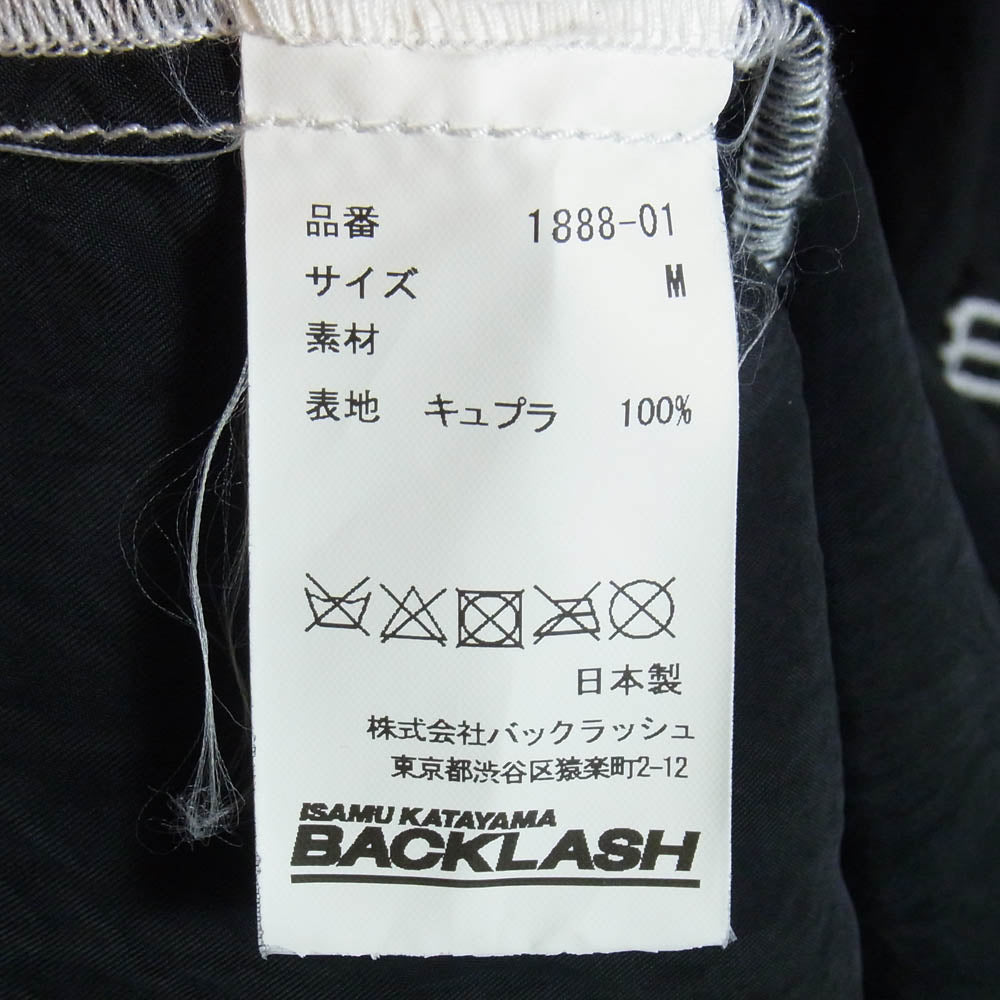 品番 1888-01
サイズ M
素材
表地 キュプラ 100%
日本製
株式会社バックラッシュ
東京都渋谷区猿楽町2-12
ISAMU KATAYAMA
BACKLASH